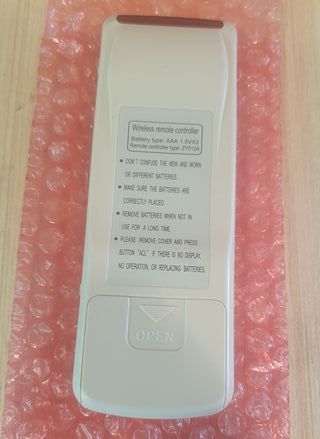 Wireless remote controller
Battery type: AAA 1.5VX2
Remote controller type: ZY512A
● DON'T CONFUSE THE NEW AND WORN
OR DIFFERENT BATTERIES.
● MAKE SURE THE BATTERIES ARE
CORRECTLY PLACED.
● REMOVE BATTERIES WHEN NOT IN
USE FOR A LONG TIME.
● PLEASE REMOVE COVER AND PRESS
BUTTON "ACL" IF THERE IS NO DISPLAY,
NO OPERATION, OR REPLACING BATTERIES.
OPEN